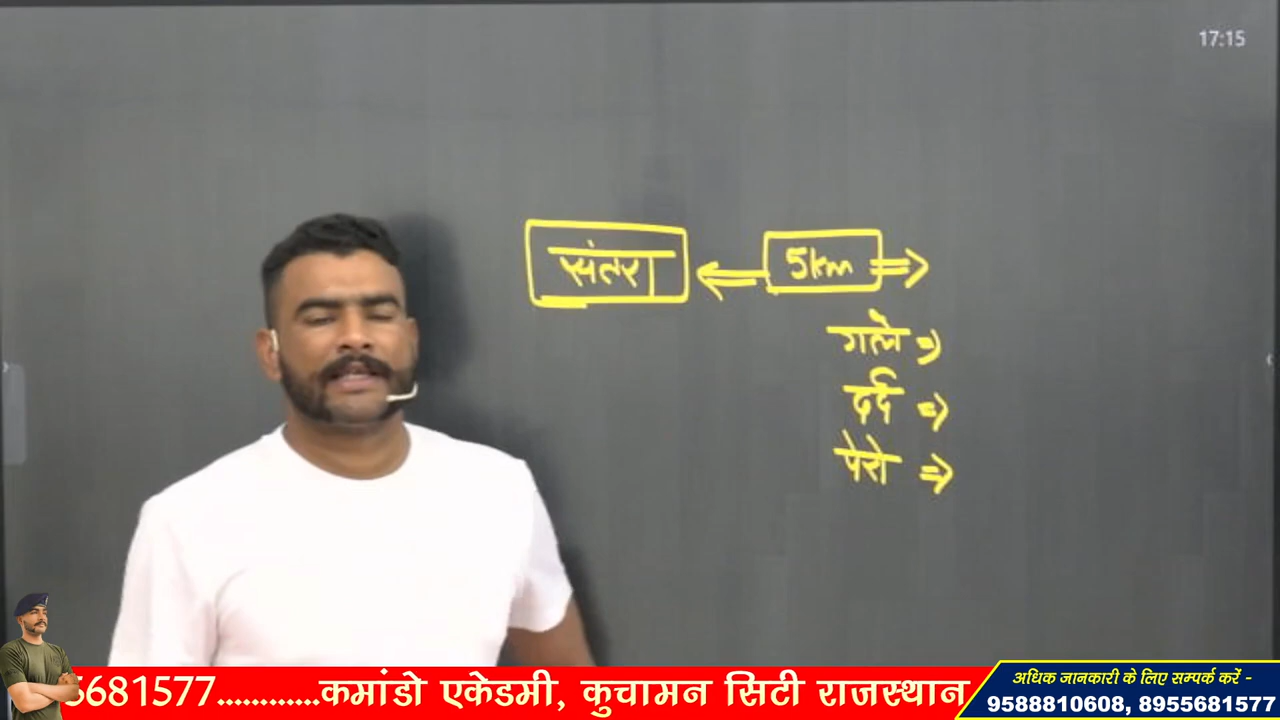 17:15
संतरा
5km
गले ⇒
दर्द ⇒
पेरो ⇒
5681577............कमांडो एकेडमी, कुचामन सिटी राजस्थान
अधिक जानकारी के लिए सम्पर्क करें -
9588810608, 8955681577